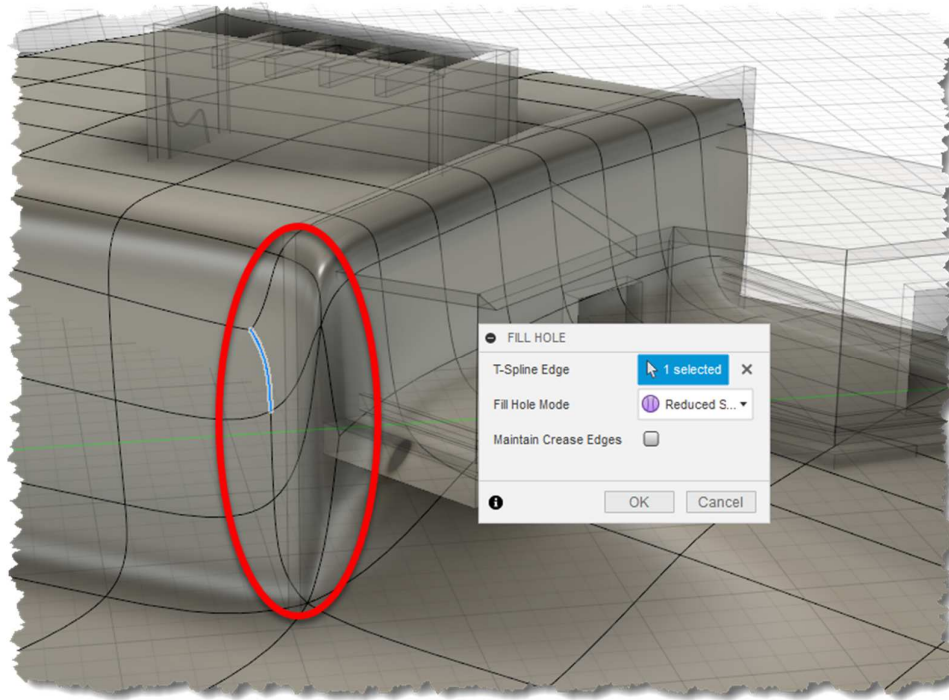 FILL HOLE
T-Spline Edge
1 selected
Fill Hole Mode
Reduced S...
Maintain Crease Edges
OK
Cancel